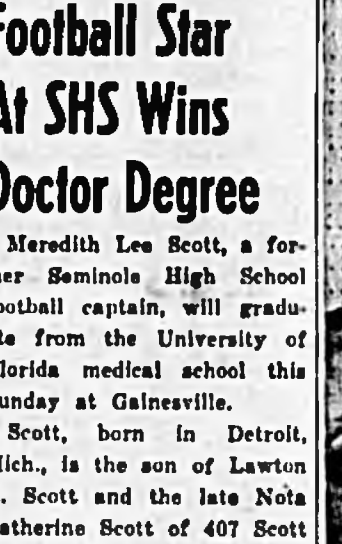 Football Star
At SHS Wins
Doctor Degree
Meredith Lee Scott, a for-
mer Seminole High School
football captain, will gradu-
ate from the University of
Florida medical school this
Sunday at Gainesville.
Scott, born in Detroit,
Mich., is the son of Lawton
. Scott and the late Nota
Catherine Scott of 407 Scott